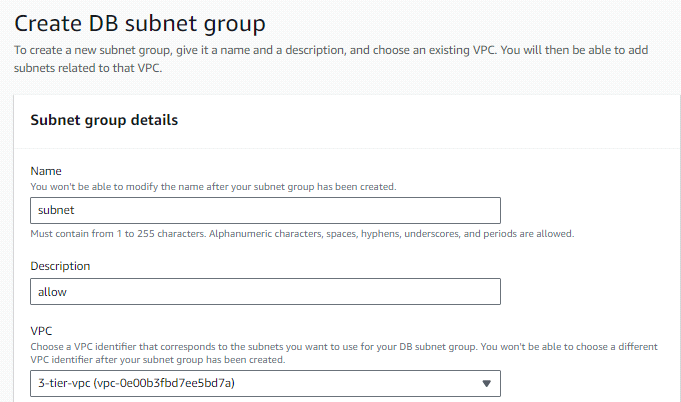 Create DB subnet group
To create a new subnet group, give it a name and a description, and choose an existing VPC. You will then be able to add
subnets related to that VPC.
Subnet group details
Name
You won't be able to modify the name after your subnet group has been created.
subnet
Must contain from 1 to 255 characters. Alphanumeric characters, spaces, hyphens, underscores, and periods are allowed.
Description
allow
VPC
Choose a VPC identifier that corresponds to the subnets you want to use for your DB subnet group. You won't be able to choose a different
VPC identifier after your subnet group has been created.
3-tier-vpc (vpc-0e00b3fbd7ee5bd7a)